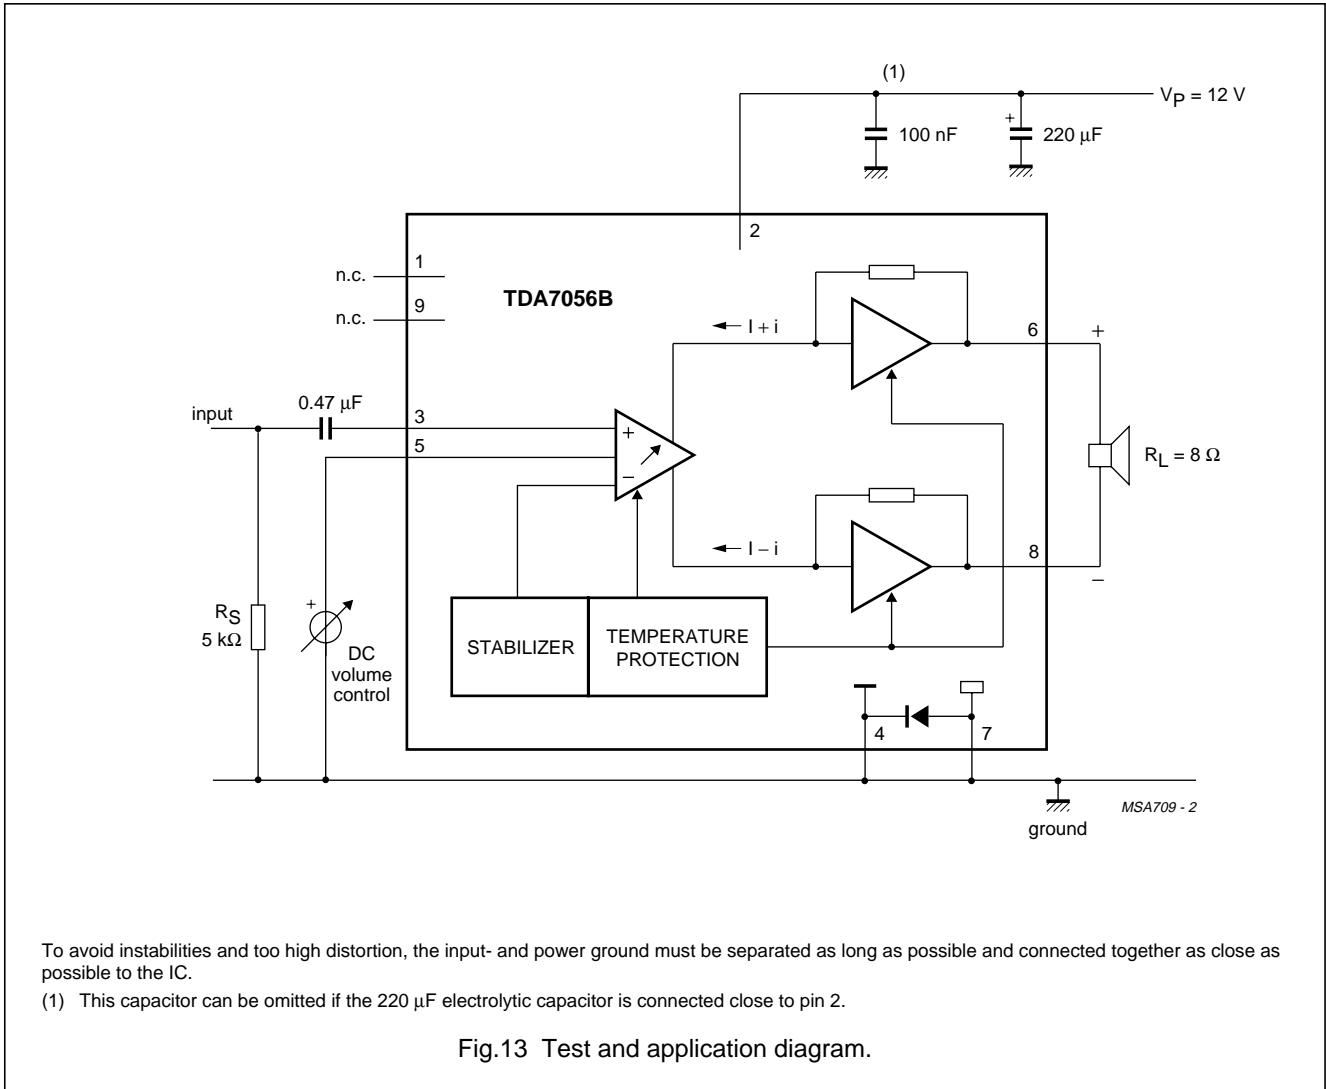 (1)
V_P = 12 V
100 nF
+
220 μF
2
n.c.
1
n.c.
9
TDA7056B
I + i
6
+
input
0.47 μF
3
5
+
−
R_L = 8 Ω
I − i
8
−
R_S
5 kΩ
+
DC
volume
control
STABILIZER
TEMPERATURE
PROTECTION
4
7
MSA709 - 2
ground
To avoid instabilities and too high distortion, the input- and power ground must be separated as long as possible and connected together as close as
possible to the IC.
(1) This capacitor can be omitted if the 220 μF electrolytic capacitor is connected close to pin 2.
Fig.13 Test and application diagram.